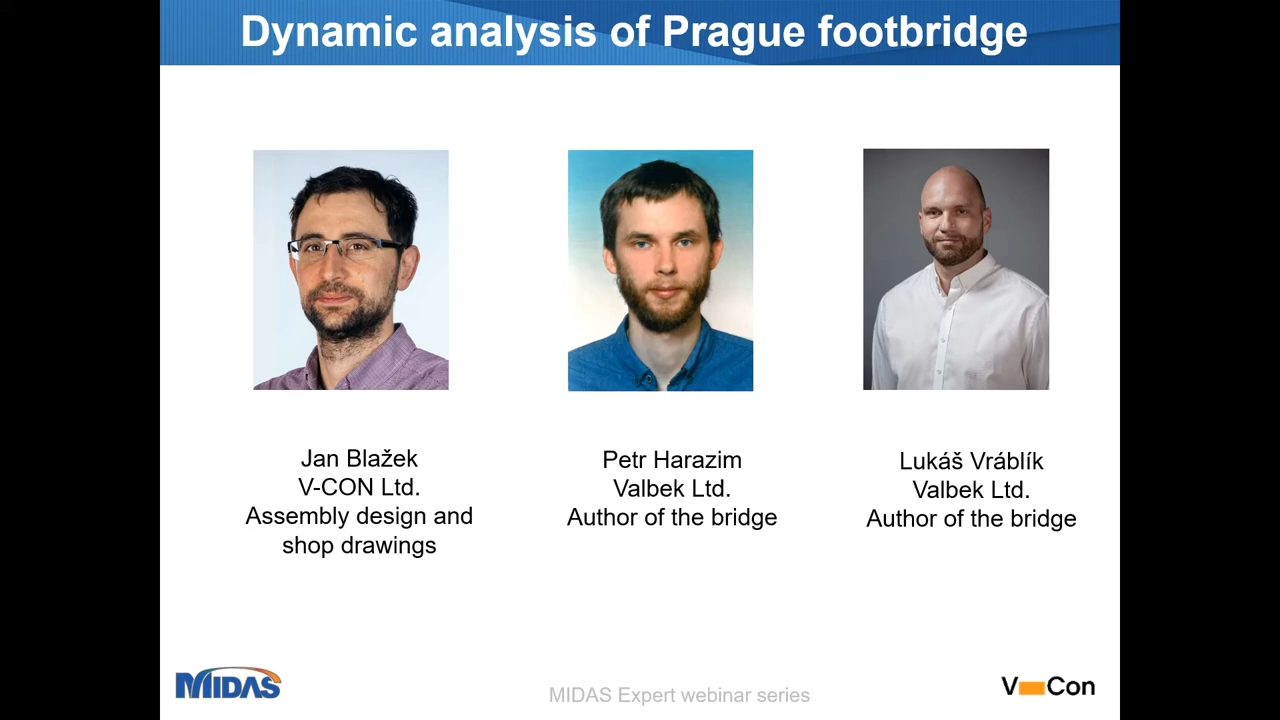 Dynamic analysis of Prague footbridge
Jan Blažek
V-CON Ltd.
Assembly design and
shop drawings
Petr Harazim
Valbek Ltd.
Author of the bridge
Lukáš Vráblík
Valbek Ltd.
Author of the bridge
MIDAS
MIDAS Expert webinar series
V Con